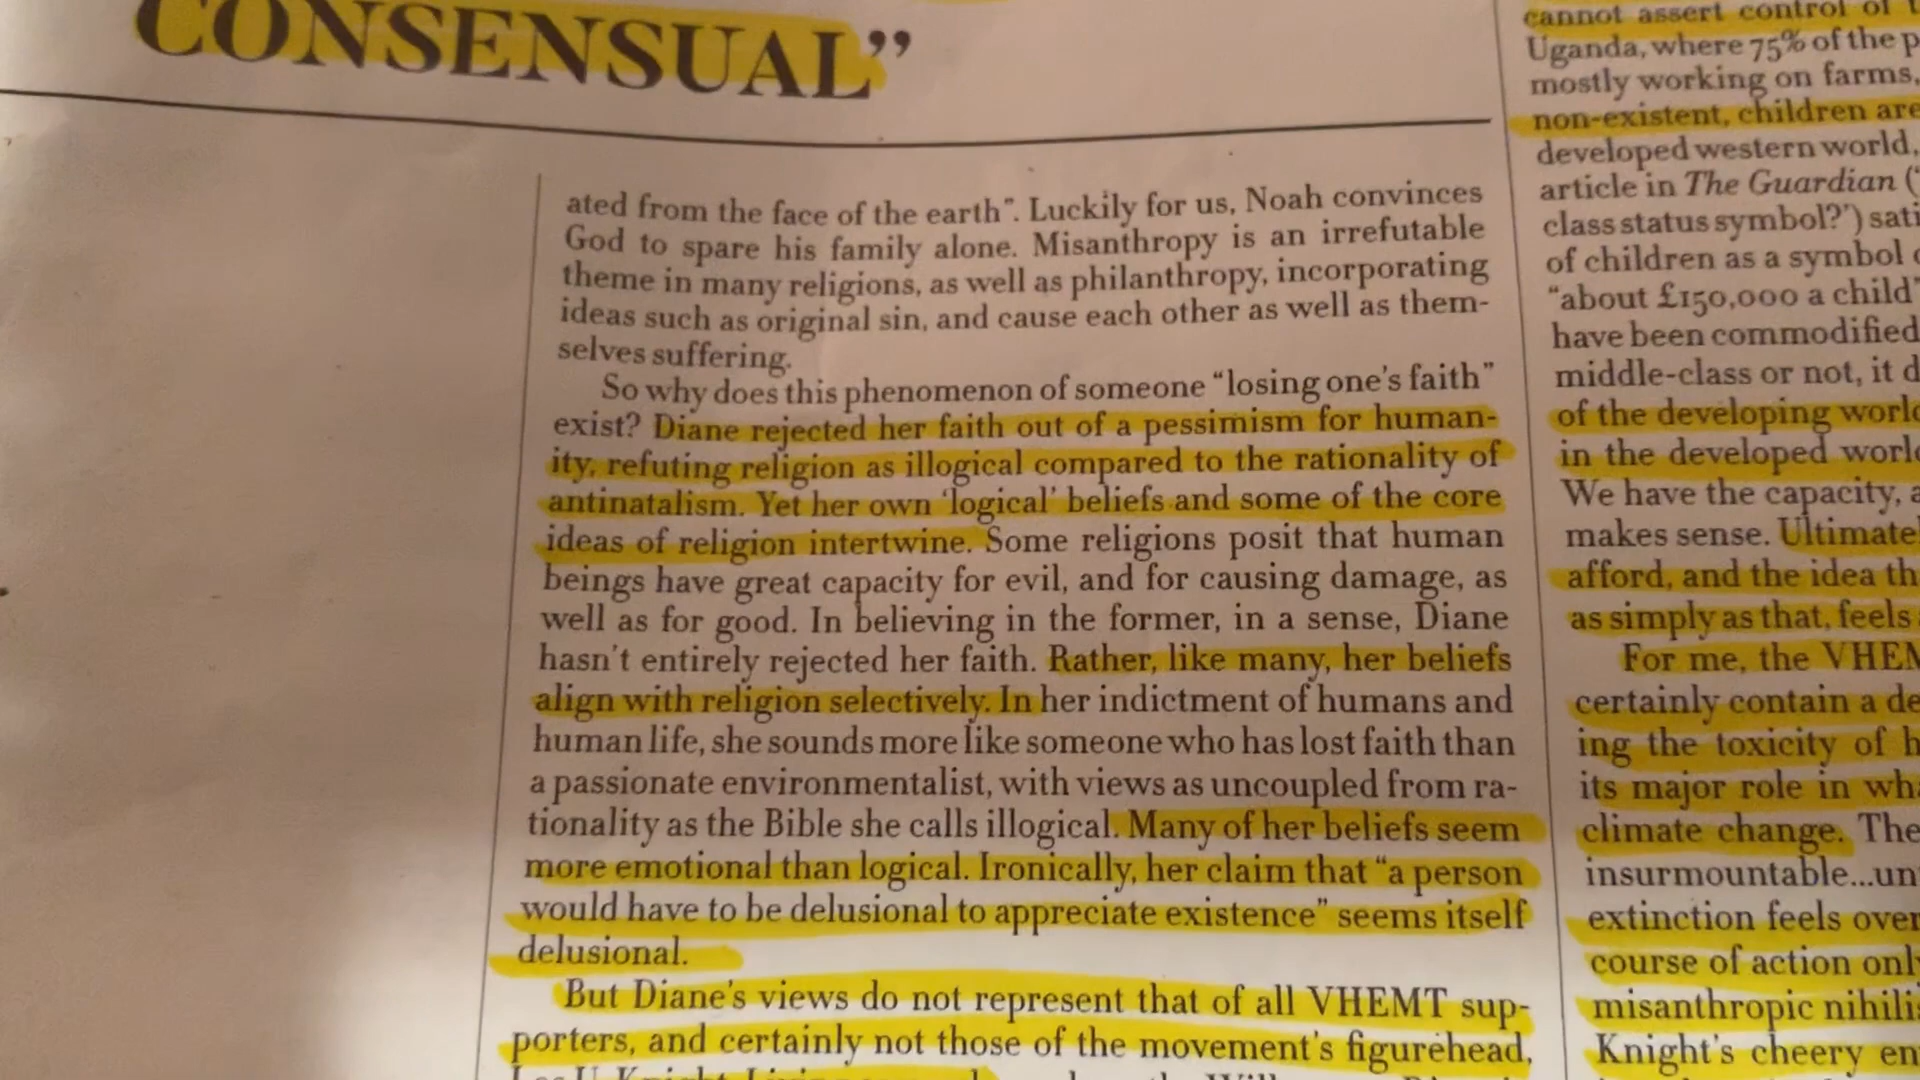 CONSENSUAL”
ated from the face of the earth”. Luckily for us, Noah convinces
God to spare his family alone. Misanthropy is an irrefutable
theme in many religions, as well as philanthropy, incorporating
ideas such as original sin, and cause each other as well as them-
selves suffering.
So why does this phenomenon of someone “losing one’s faith”
exist? Diane rejected her faith out of a pessimism for human-
ity, refuting religion as illogical compared to the rationality of
antinatalism. Yet her own ‘logical’ beliefs and some of the core
ideas of religion intertwine. Some religions posit that human
beings have great capacity for evil, and for causing damage, as
well as for good. In believing in the former, in a sense, Diane
hasn’t entirely rejected her faith. Rather, like many, her beliefs
align with religion selectively. In her indictment of humans and
human life, she sounds more like someone who has lost faith than
a passionate environmentalist, with views as uncoupled from ra-
tionality as the Bible she calls illogical. Many of her beliefs seem
more emotional than logical. Ironically, her claim that “a person
would have to be delusional to appreciate existence” seems itself
delusional.
But Diane’s views do not represent that of all VHEMT sup-
porters, and certainly not those of the movement’s figurehead,
cannot assert control of
Uganda, where 75% of the
mostly working on farms,
non-existent, children are
developed western world,
article in The Guardian (
class status symbol?’)
of children as a symbol
“about £150,000 a child”
have been commodified
middle-class or not, it
of the developing
in the developed
We have the capacity,
makes sense.
afford, and the idea
as simply as that, feels
For me, the
certainly contain a
ing the toxicity of
its major role in
climate change. The
insurmountable...
extinction feels
course of action
misanthropic
Knight’s cheery